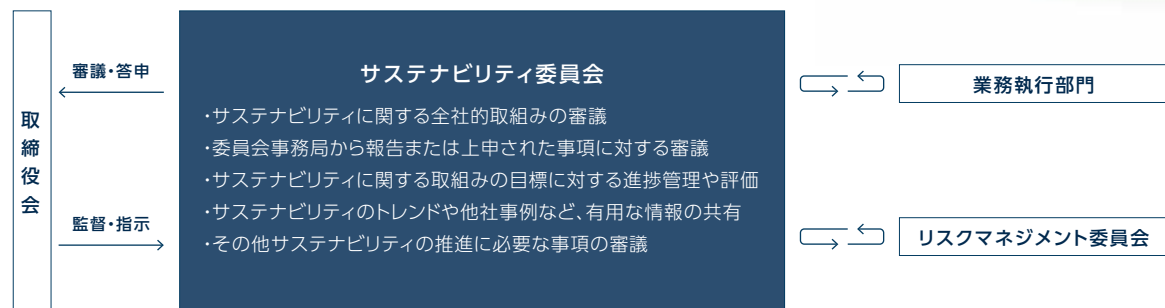 取締役会
審議・答申
監督・指示
サステナビリティ委員会
・サステナビリティに関する全社的取組みの審議
・委員会事務局から報告または上申された事項に対する審議
・サステナビリティに関する取組みの目標に対する進捗管理や評価
・サステナビリティのトレンドや他社事例など、有用な情報の共有
・その他サステナビリティの推進に必要な事項の審議
業務執行部門
リスクマネジメント委員会